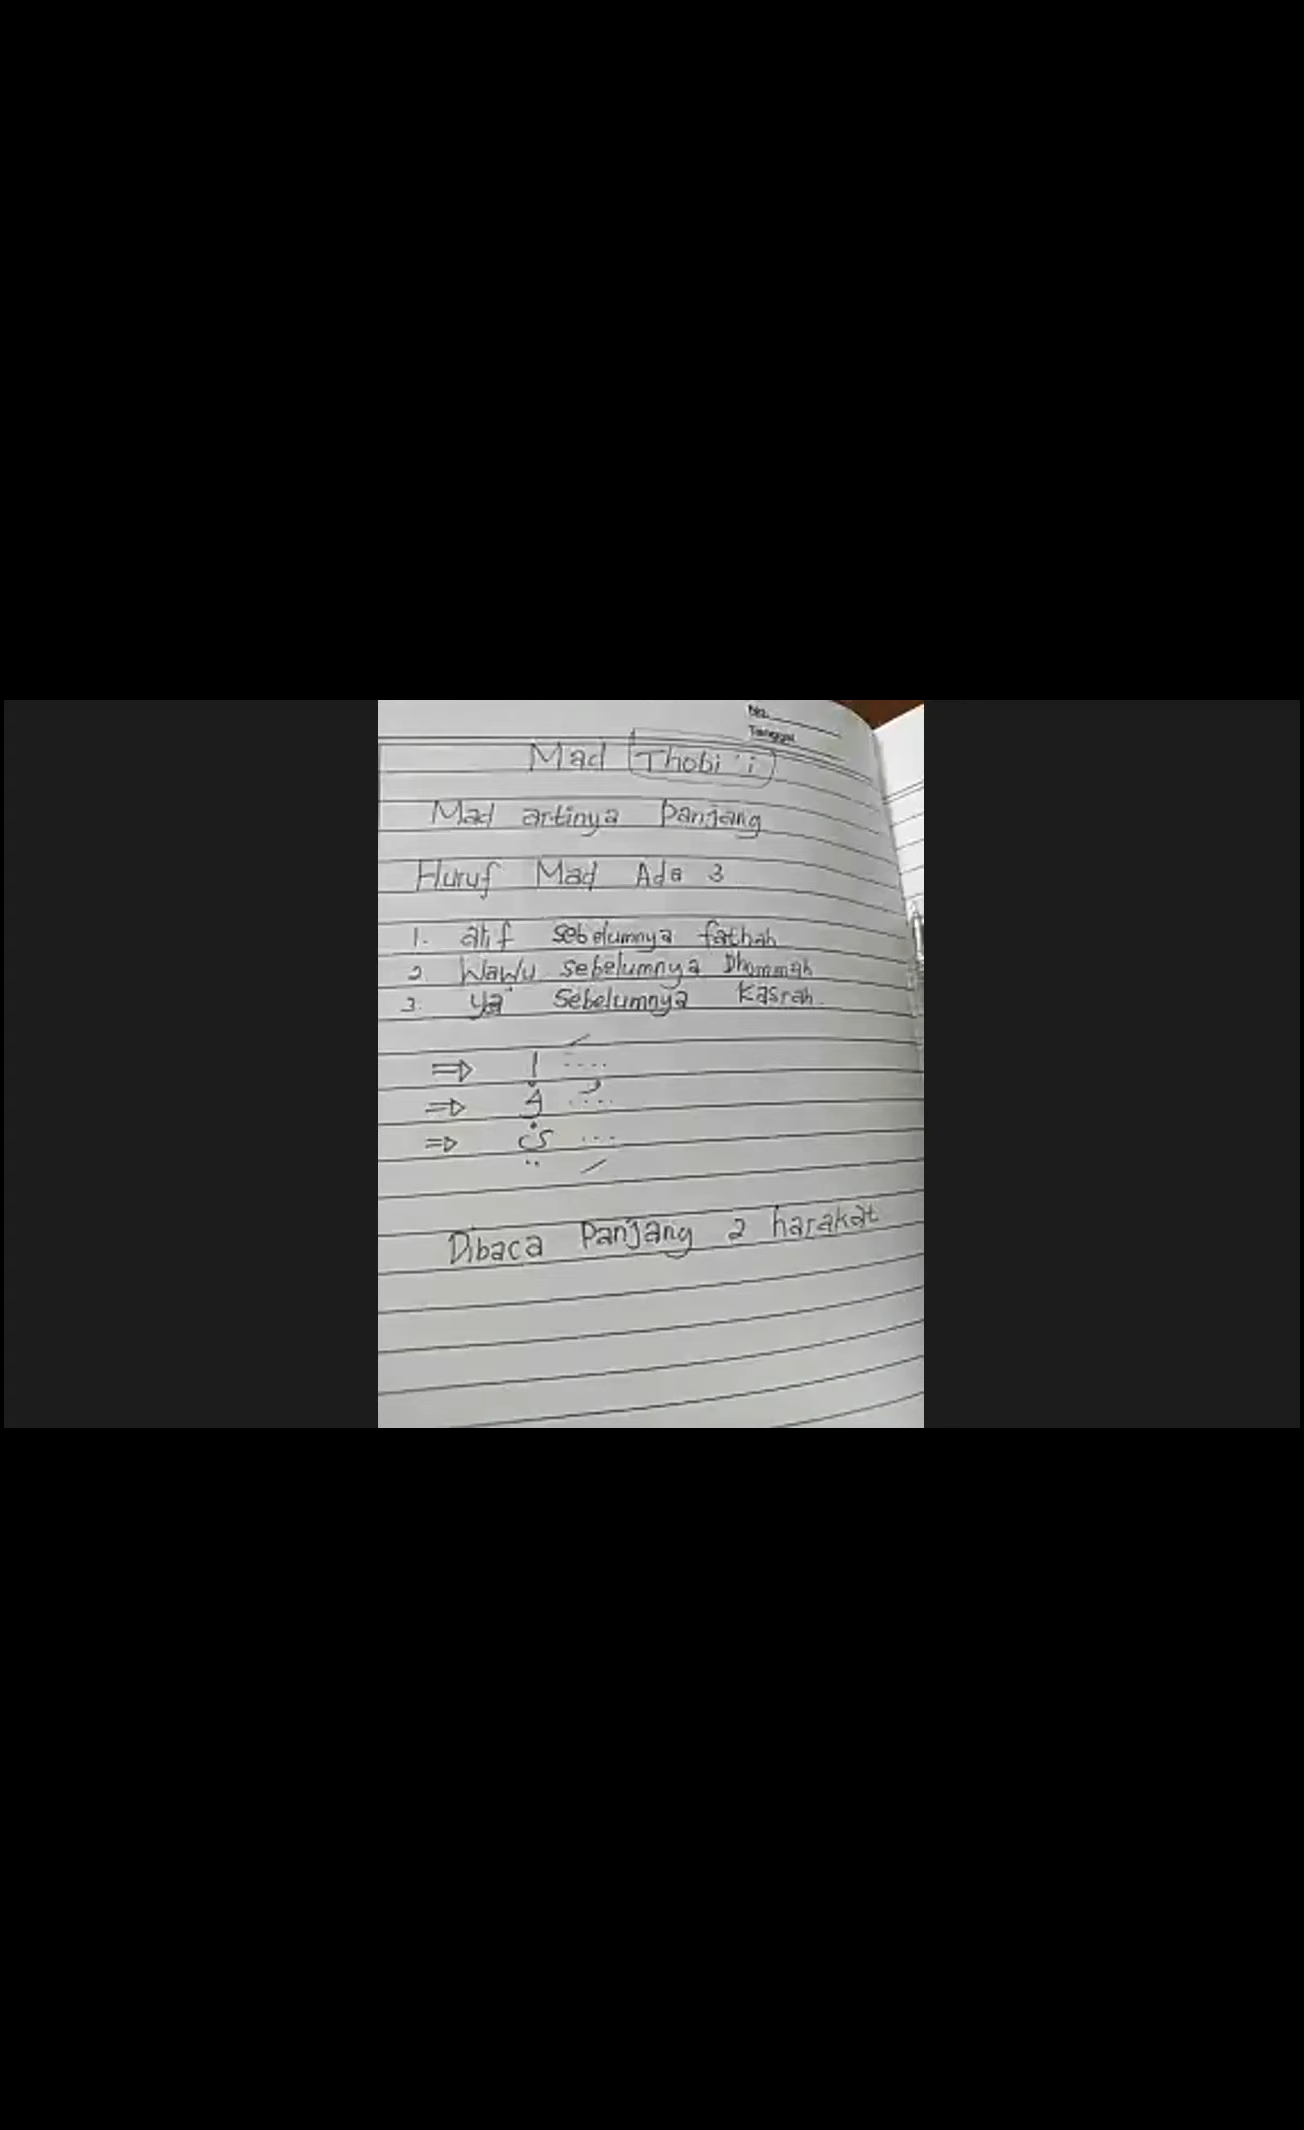 No.
Tanggal
Mad Thobi'i
Mad artinya Panjang
Huruf Mad Ada 3
1. alif sebelumnya fathah
2. Wawu sebelumnya Dhommah
3. ya' sebelumnya Kasrah
⇒ ا َ....
⇒ وْ ُ....
⇒ يْ ...ِ
Dibaca Panjang 2 harakat